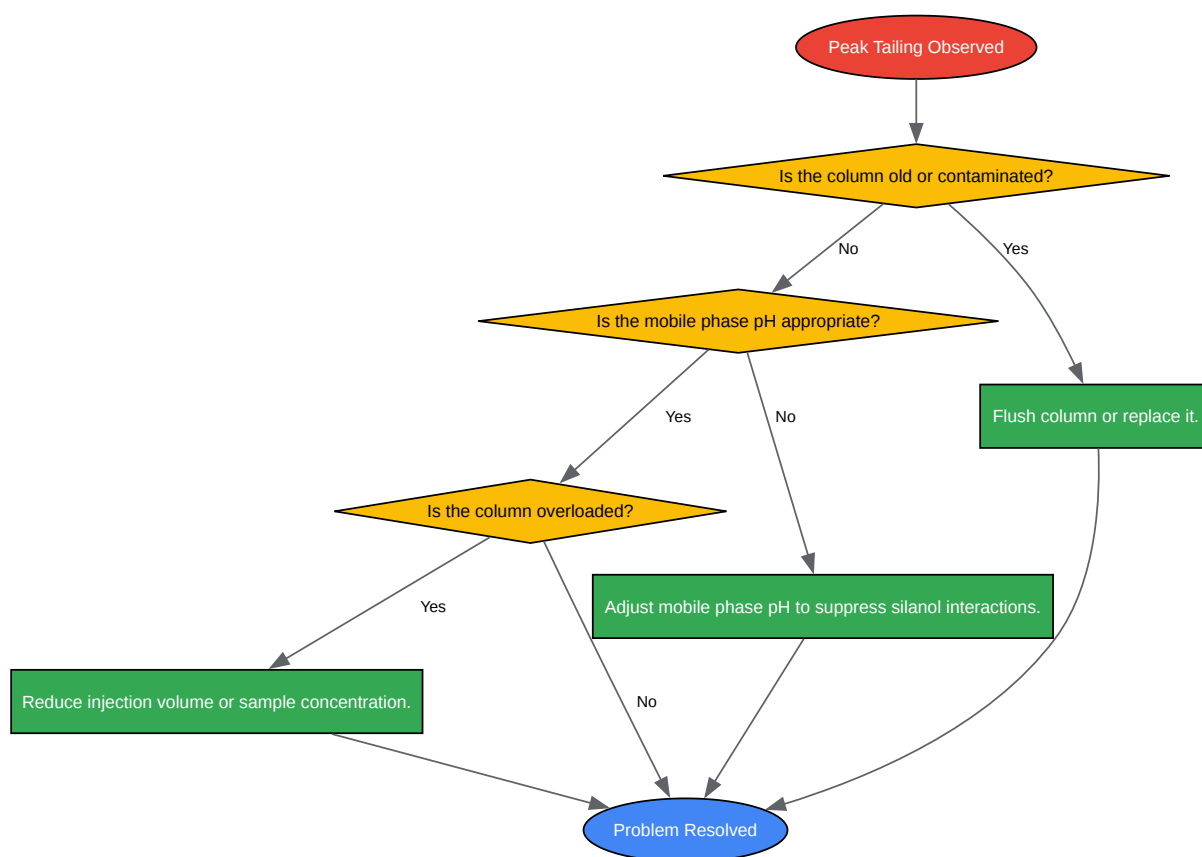 Peak Tailing Observed
Is the column old or contaminated?
No
Yes
Is the mobile phase pH appropriate?
Flush column or replace it.
Yes
No
Is the column overloaded?
Yes
Adjust mobile phase pH to suppress silanol interactions.
Reduce injection volume or sample concentration.
No
Problem Resolved